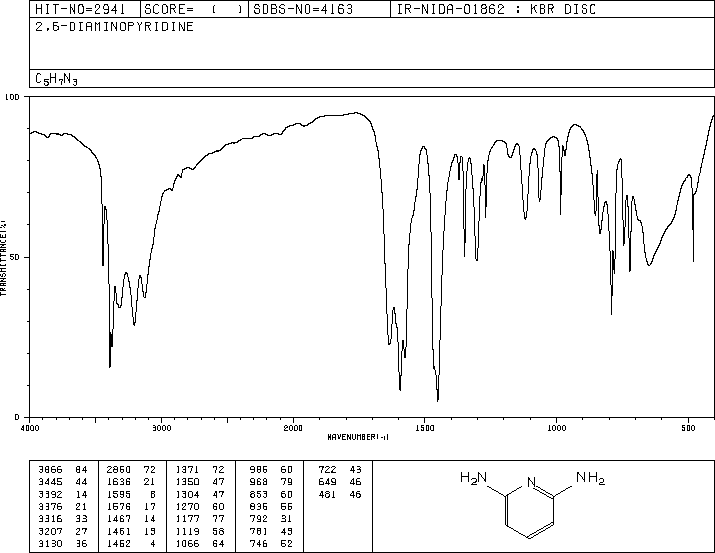 HIT-NO=2941 SCORE= ( ) SDBS-NO=4163 IR-NIDA-01862 : KBR DISC
2,6-DIAMINOPYRIDINE
C5H7N3
100
50
0
TRANSMITTANCE(%)
4000 3000 2000 1500 1000 500
WAVENUMBER(-1)
3866 84 2860 72 1371 72 986 60 722 43
3445 44 1636 21 1350 47 968 79 649 46
3392 14 1595 8 1304 47 853 60 481 46
3376 21 1576 17 1270 60 836 55
3316 33 1467 14 1177 77 792 31
3207 27 1461 19 1119 58 781 43
3130 36 1452 4 1066 64 746 52
H2N N NH2